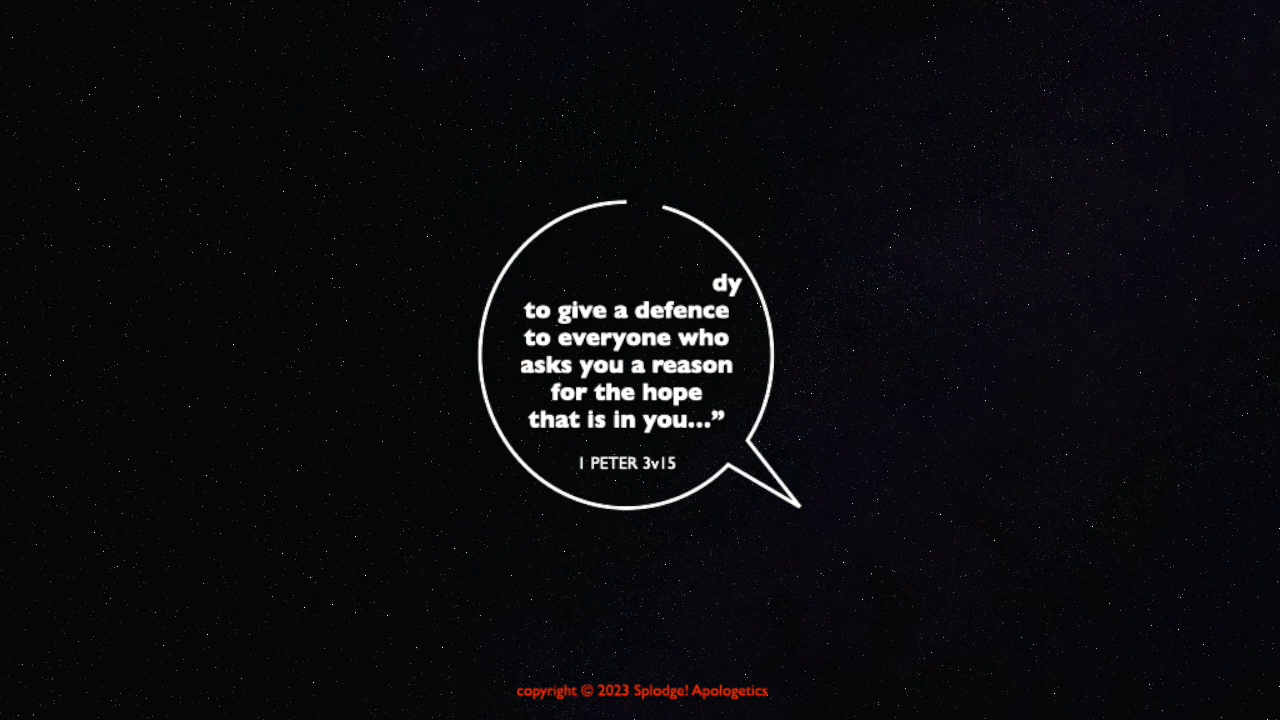 dy
to give a defence
to everyone who
asks you a reason
for the hope
that is in you...”
1 PETER 3v15
copyright © 2023 Splodge! Apologetics